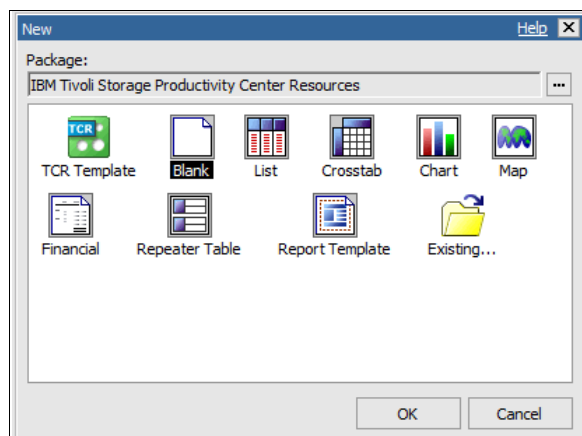 New Help
Package:
IBM Tivoli Storage Productivity Center Resources ...
TCR
TCR Template Blank List Crosstab Chart Map
Financial Repeater Table Report Template Existing...
OK Cancel